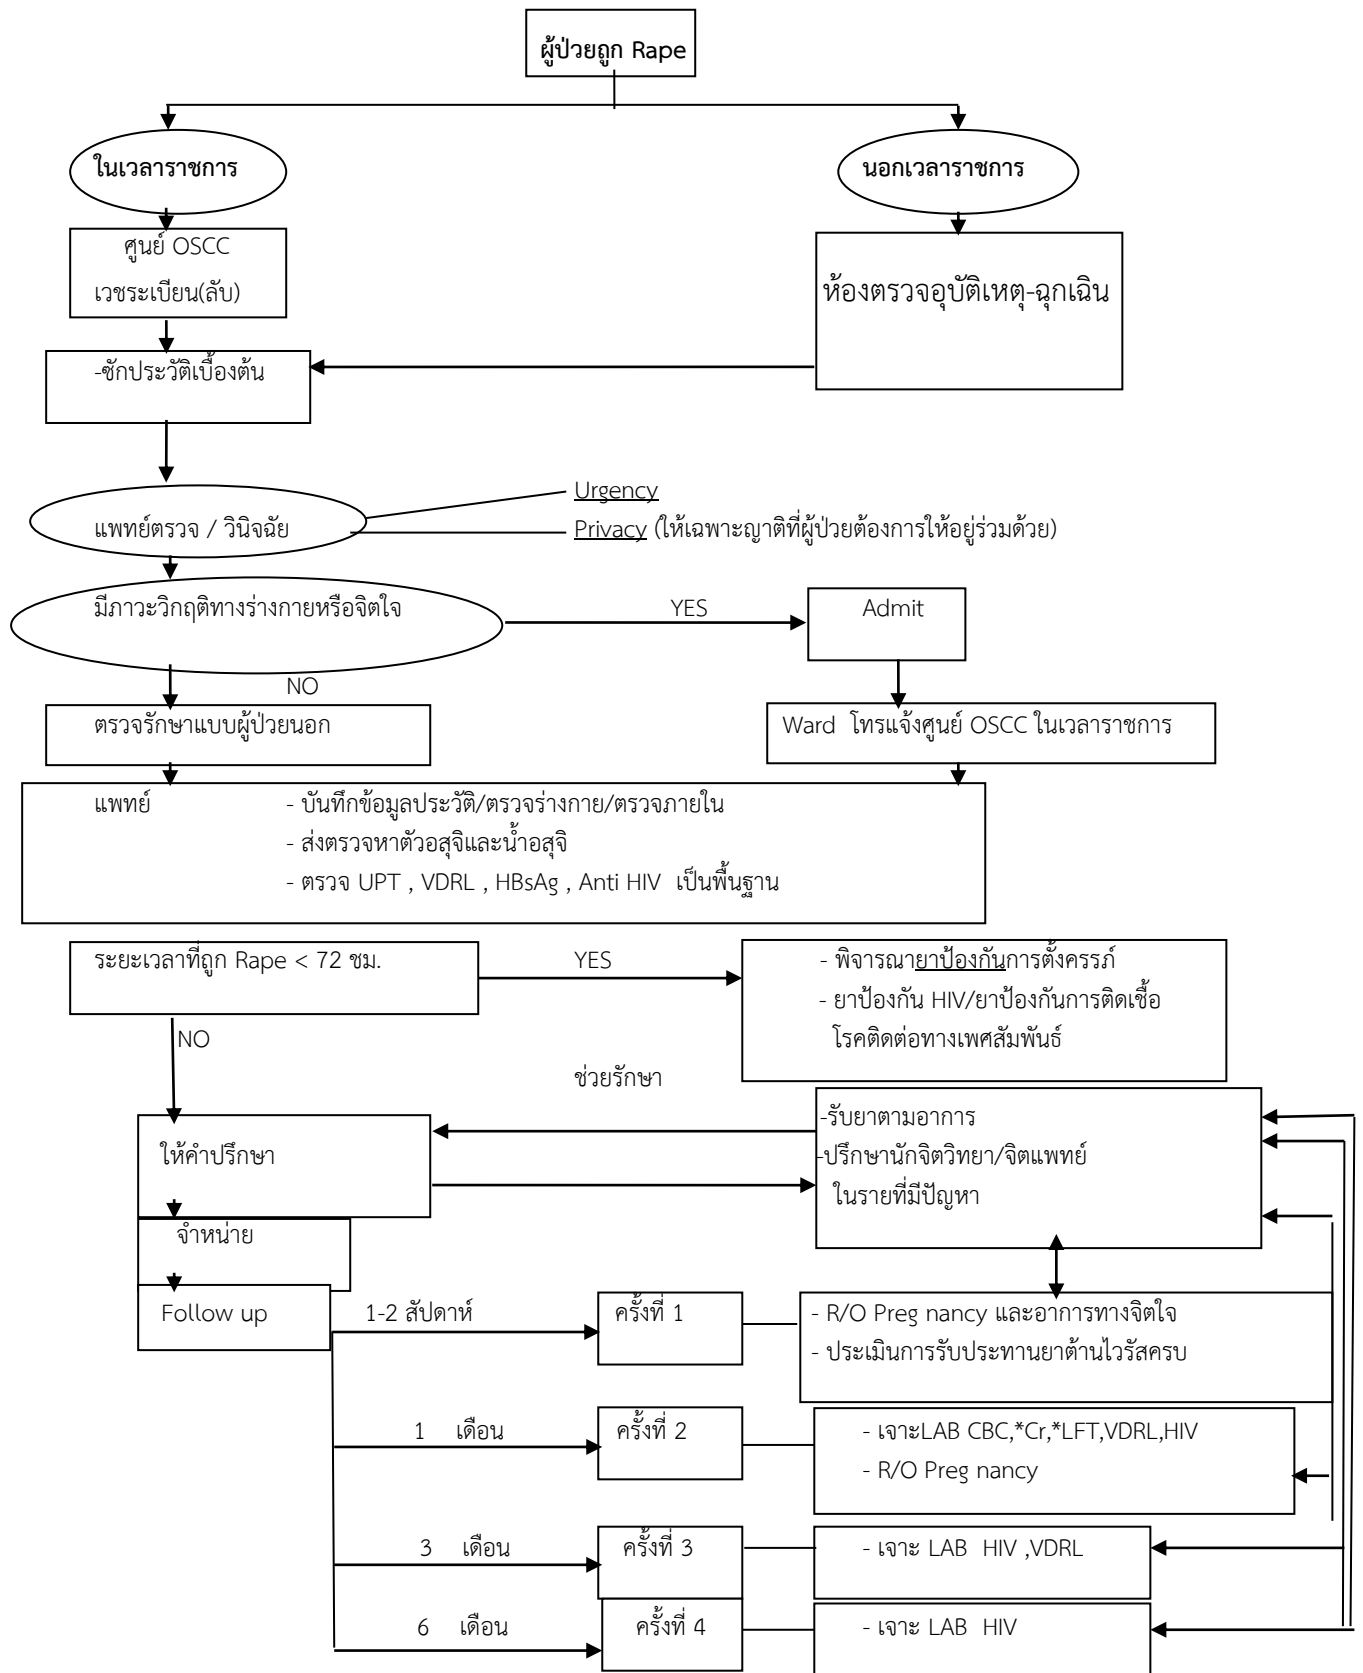 ผู้ป่วยถูก Rape
ในเวลาราชการ
นอกเวลาราชการ
ศูนย์ OSCC
เวชระเบียน(ลับ)
ห้องตรวจอุบัติเหตุ-ฉุกเฉิน
-ซักประวัติเบื้องต้น
Urgency
แพทย์ตรวจ / วินิจฉัย
Privacy (ให้เฉพาะญาติที่ผู้ป่วยต้องการให้อยู่ร่วมด้วย)
มีภาวะวิกฤติทางร่างกายหรือจิตใจ
YES
Admit
NO
ตรวจรักษาแบบผู้ป่วยนอก
Ward โทรแจ้งศูนย์ OSCC ในเวลาราชการ
แพทย์ - บันทึกข้อมูลประวัติ/ตรวจร่างกาย/ตรวจภายใน
- ส่งตรวจหาตัวอสุจิและน้ำอสุจิ
- ตรวจ UPT , VDRL , HBsAg , Anti HIV เป็นพื้นฐาน
ระยะเวลาที่ถูก Rape < 72 ชม.
YES
- พิจารณายาป้องกันการตั้งครรภ์
- ยาป้องกัน HIV/ยาป้องกันการติดเชื้อ
โรคติดต่อทางเพศสัมพันธ์
NO
ช่วยรักษา
ให้คำปรึกษา
-รับยาตามอาการ
-ปรึกษานักจิตวิทยา/จิตแพทย์
ในรายที่มีปัญหา
จำหน่าย
Follow up
1-2 สัปดาห์
ครั้งที่ 1
- R/O Preg nancy และอาการทางจิตใจ
- ประเมินการรับประทานยาต้านไวรัสครบ
1 เดือน
ครั้งที่ 2
- เจาะLAB CBC,*Cr,*LFT,VDRL,HIV
- R/O Preg nancy
3 เดือน
ครั้งที่ 3
- เจาะ LAB HIV ,VDRL
6 เดือน
ครั้งที่ 4
- เจาะ LAB HIV